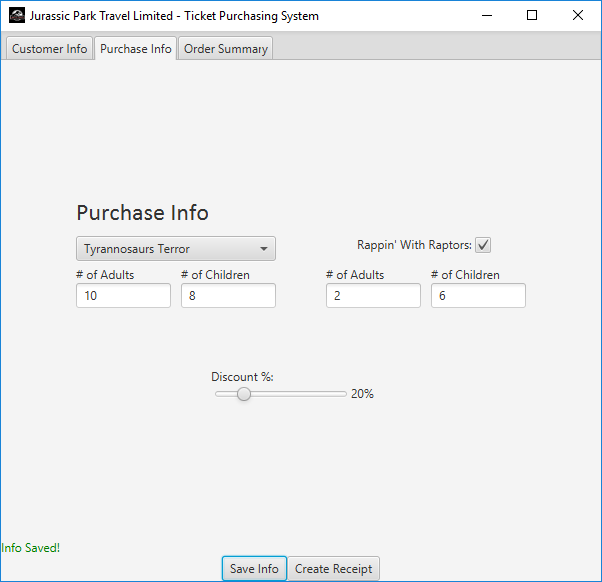 Jurassic Park Travel Limited - Ticket Purchasing System
Customer Info Purchase Info Order Summary
Purchase Info
Tyrannosaurs Terror Rappin' With Raptors:
# of Adults # of Children # of Adults # of Children
10 8 2 6
Discount %:
20%
Info Saved!
Save Info Create Receipt